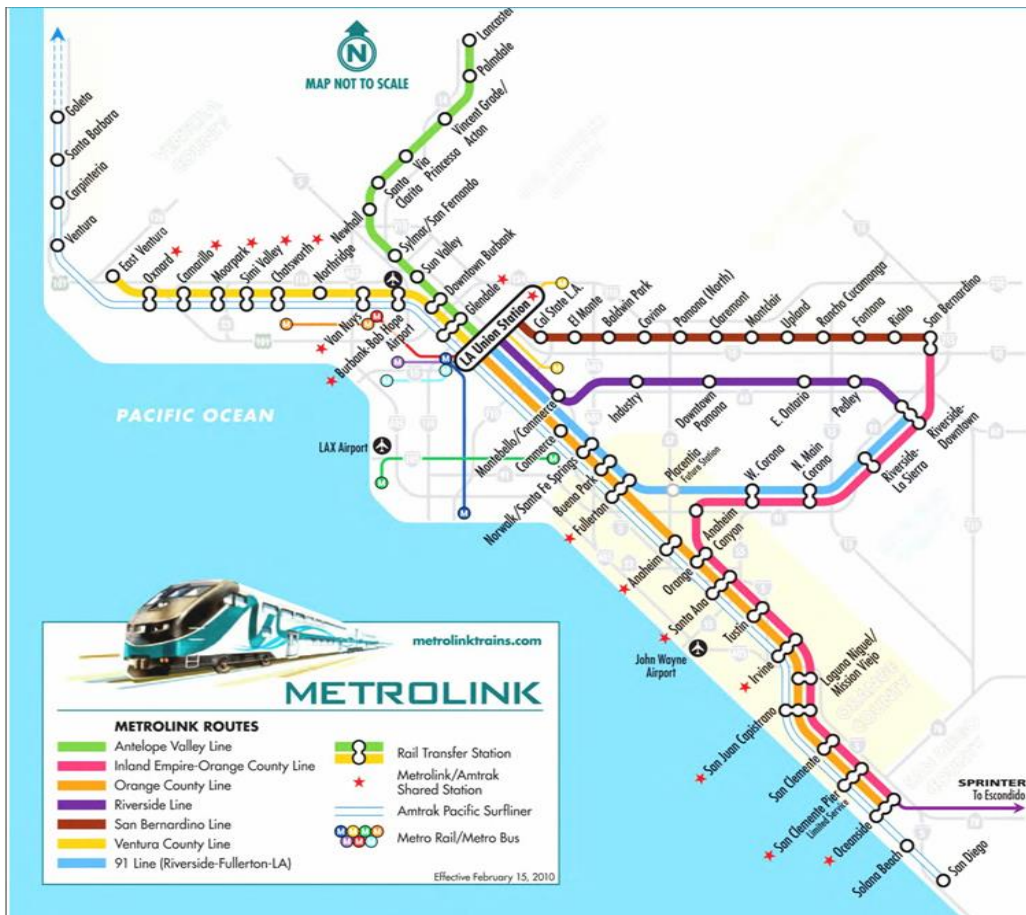 N
MAP NOT TO SCALE
Lancaster
Palmdale
Vincent Grade/
Acton
Via
Princessa
Santa
Clarita
Newhall
Sylmar/San Fernando
Sun Valley
Downtown Burbank
Glendale
LA Union Station
Goleta
Santa Barbara
Carpinteria
Ventura
East Ventura
Oxnard
Camarillo
Moorpark
Simi Valley
Chatsworth
Northridge
Van Nuys
Burbank-Bob Hope
Airport
Cal State L.A.
El Monte
Baldwin Park
Covina
Pomona (North)
Claremont
Montclair
Upland
Rancho Cucamonga
Fontana
Rialto
San Bernardino
Montebello/Commerce
Industry
Downtown
Pomona
E. Ontario
Pedley
Riverside-
Downtown
Riverside-
La Sierra
N. Main
Corona
W. Corona
Placentia
Future Station
Commerce
Norwalk/Santa Fe Springs
Buena Park
Fullerton
Anaheim
Canyon
Anaheim
Orange
Santa Ana
Tustin
Irvine
Laguna Niguel/
Mission Viejo
San Juan Capistrano
San Clemente
San Clemente Pier
Limited Service
Oceanside
Solana Beach
San Diego
SPRINTER
To Escondido
PACIFIC OCEAN
LAX Airport
John Wayne
Airport
M
M
M
M
M
M
M
M
M
M
M
metrolinktrains.com
METROLINK
METROLINK ROUTES
Antelope Valley Line
Inland Empire-Orange County Line
Orange County Line
Riverside Line
San Bernardino Line
Ventura County Line
91 Line (Riverside-Fullerton-LA)
Rail Transfer Station
Metrolink/Amtrak
Shared Station
Amtrak Pacific Surfliner
M M M M
M M M
Metro Rail/Metro Bus
Effective February 15, 2010